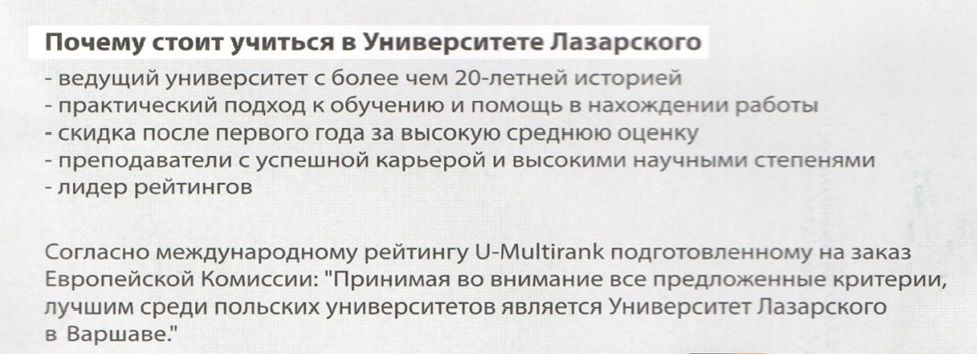 Почему стоит учиться в Университете Лазарского
- ведущий университет с более чем 20-летней историей
- практический подход к обучению и помощь в нахождении работы
- скидка после первого года за высокую среднюю оценку
- преподаватели с успешной карьерой и высокими научными степенями
- лидер рейтингов
Согласно международному рейтингу U-Multirank подготовленному на заказ
Европейской Комиссии: "Принимая во внимание все предложенные критерии,
лучшим среди польских университетов является Университет Лазарского
в Варшаве."